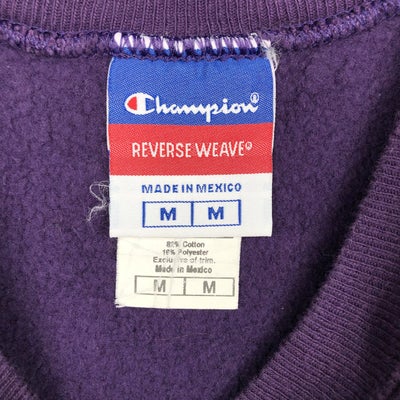 Champion®
REVERSE WEAVE®
MADE IN MEXICO
M M
82% Cotton
18% Polyester
Exclusive of trim.
Made in Mexico
M M